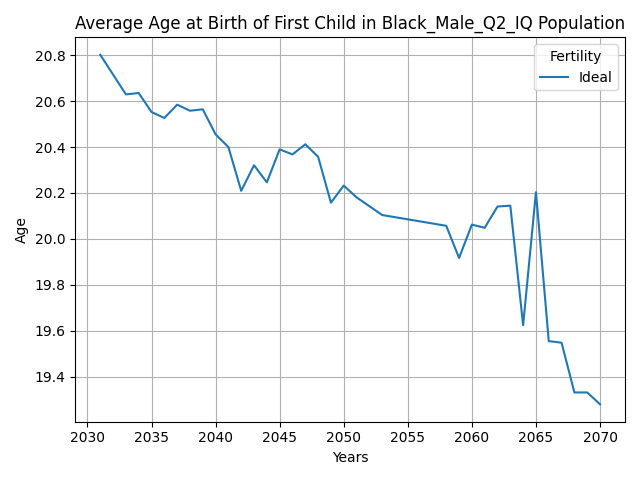 Average Age at Birth of First Child in Black_Male_Q2_IQ Population
Fertility
Ideal
Age
20.8
20.6
20.4
20.2
20.0
19.8
19.6
19.4
2030 2035 2040 2045 2050 2055 2060 2065 2070
Years